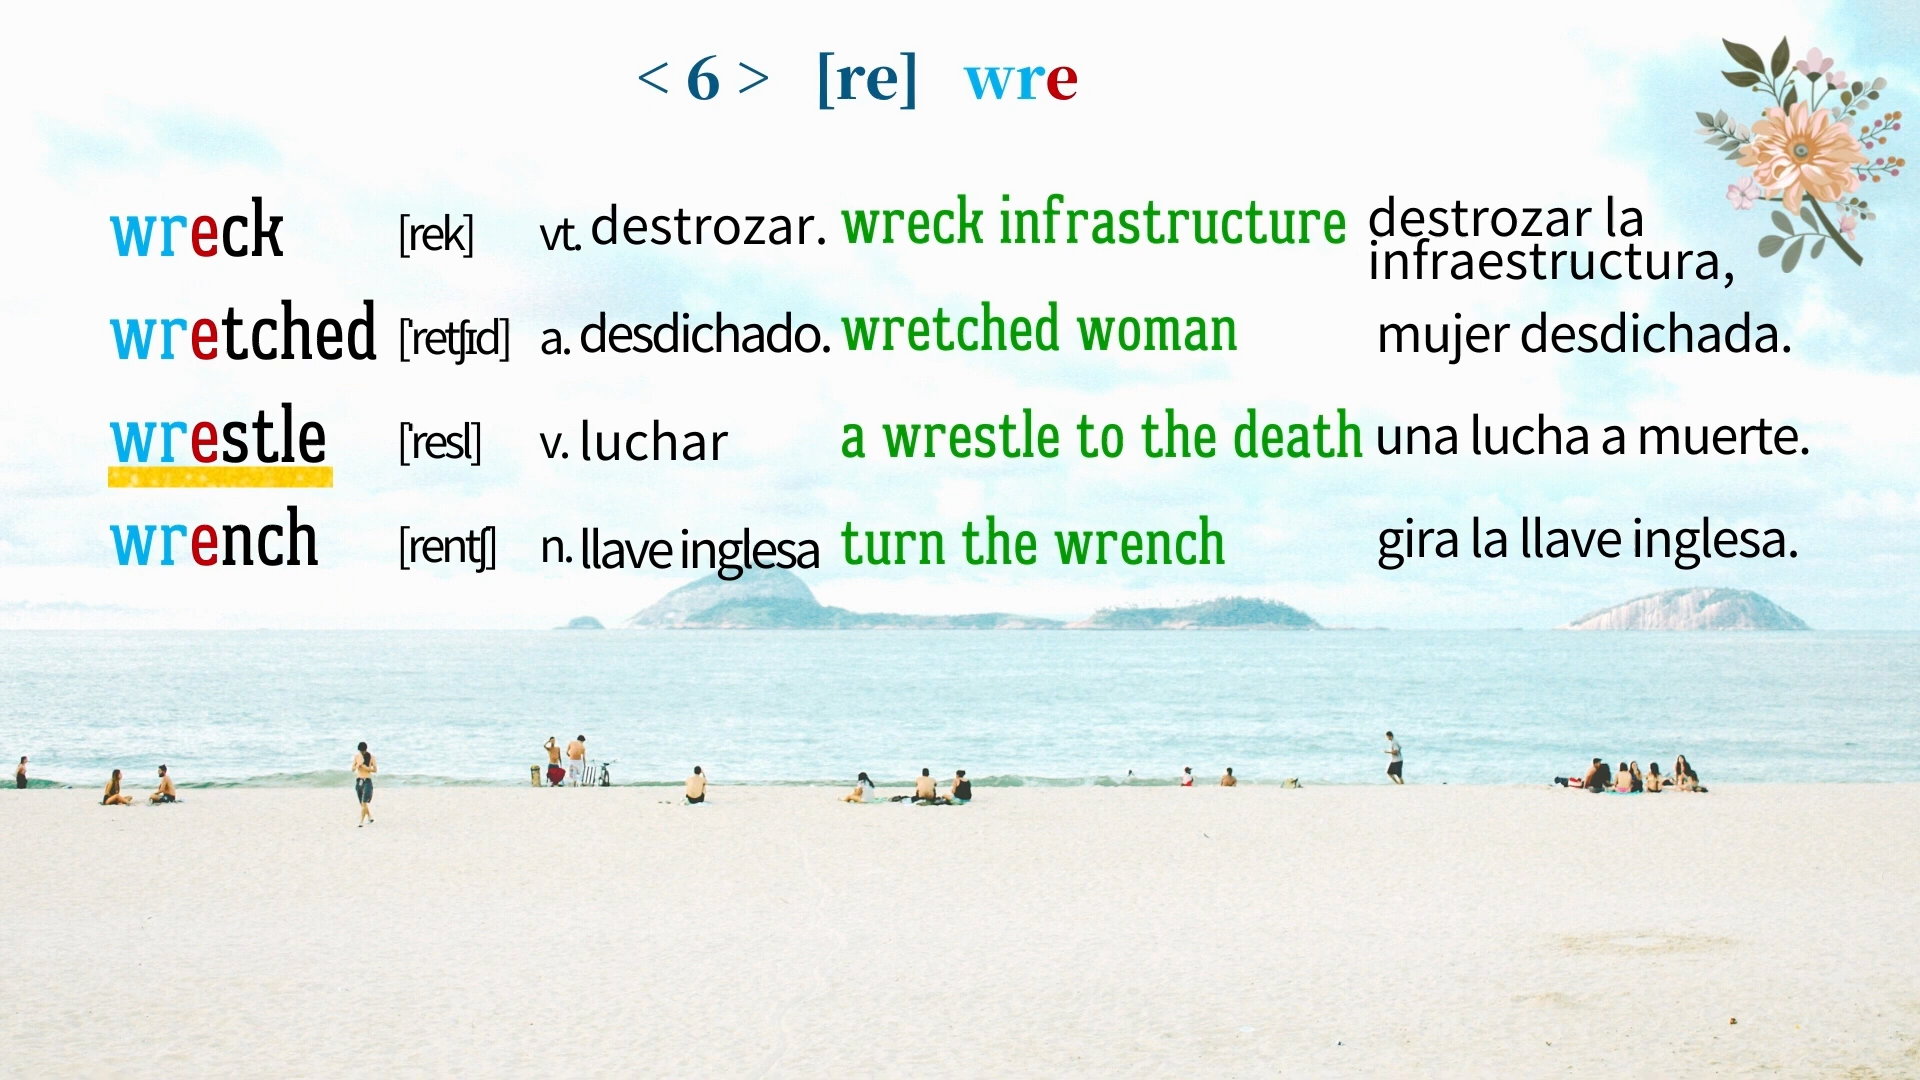 < 6 > [re] wre
wreck [rek] vt. destrozar. wreck infrastructure destrozar la
infraestructura,
wretched ['retʃɪd] a. desdichado. wretched woman mujer desdichada.
wrestle ['resl] v. luchar a wrestle to the death una lucha a muerte.
wrench [rentʃ] n. llave inglesa turn the wrench gira la llave inglesa.